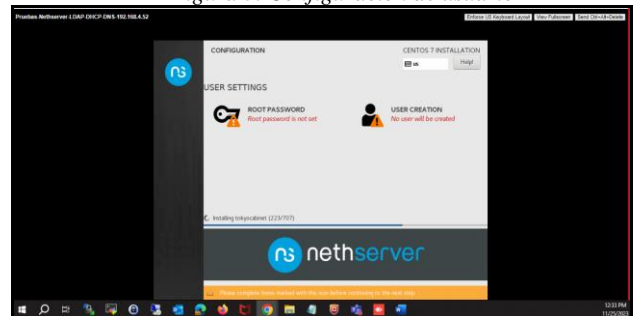 Pruebas-Nethserver-LDAP-DHCP-DNS-192.168.4.52
Enforce US Keyboard Layout
View Fullscreen
Send Ctrl+Alt+Delete
CONFIGURATION
CENTOS 7 INSTALLATION
us
Help!
USER SETTINGS
ROOT PASSWORD
Root password is not set
USER CREATION
No user will be created
Installing tokyocabinet (223/707)
nethserver
Please complete items marked with this icon before continuing to the next step.
12:33 PM
11/25/2023